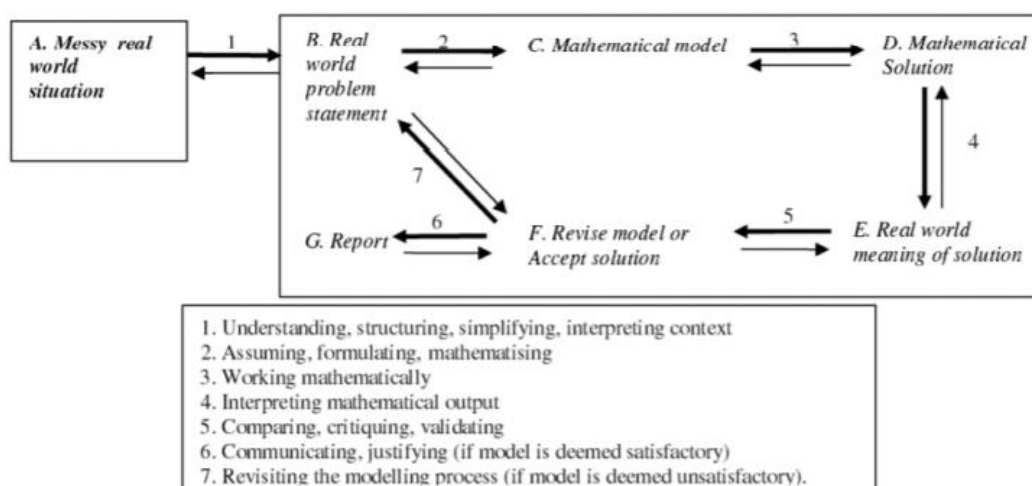 A. Messy real
world
situation
1
B. Real
world
problem
statement
2
C. Mathematical model
3
D. Mathematical
Solution
4
7
6
G. Report
F. Revise model or
Accept solution
5
E. Real world
meaning of solution
1. Understanding, structuring, simplifying, interpreting context
2. Assuming, formulating, mathematising
3. Working mathematically
4. Interpreting mathematical output
5. Comparing, critiquing, validating
6. Communicating, justifying (if model is deemed satisfactory)
7. Revisiting the modelling process (if model is deemed unsatisfactory).